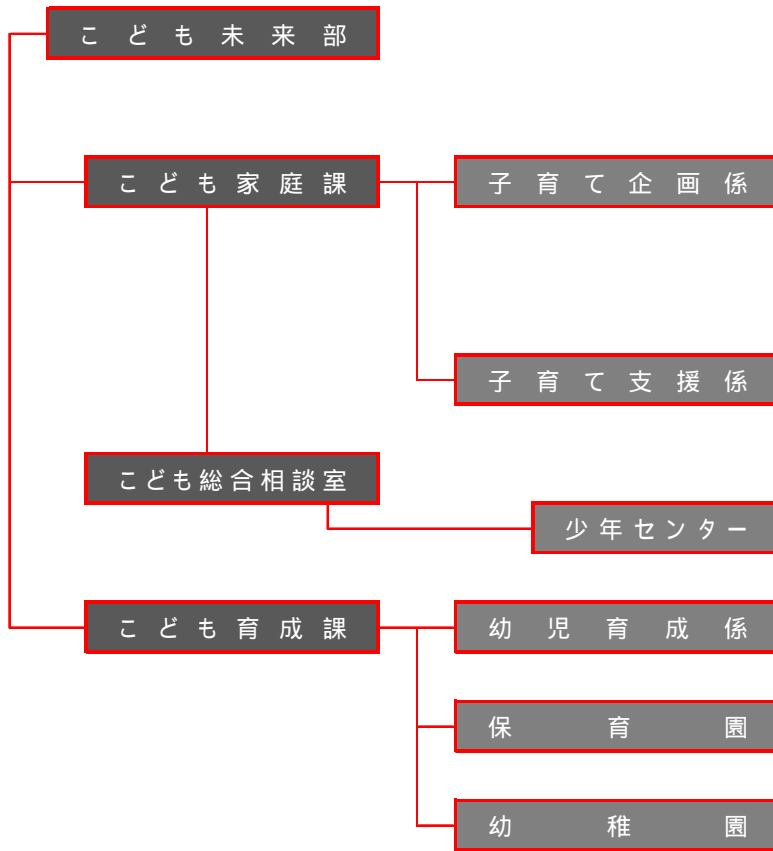 こども未来部
こども家庭課
子育て企画係
子育て支援係
こども総合相談室
少年センター
こども育成課
幼児育成係
保育園
幼稚園